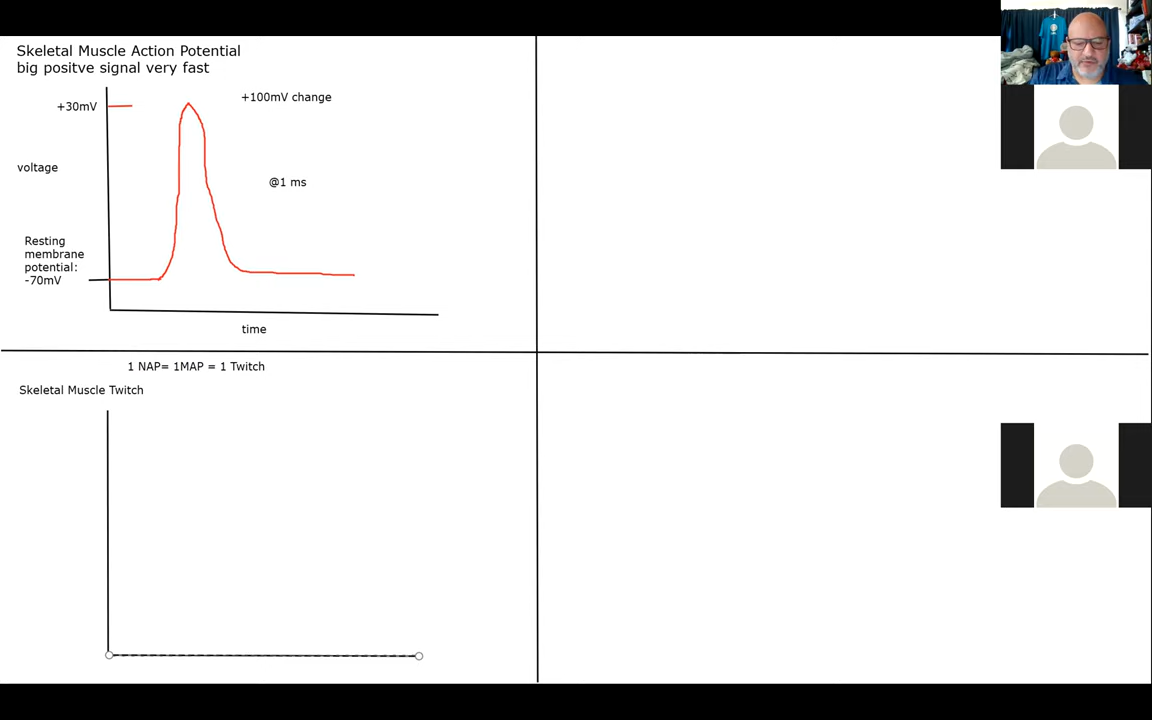 Skeletal Muscle Action Potential
big positve signal very fast
+30mV
+100mV change
voltage
@1 ms
Resting
membrane
potential:
-70mV
time
1 NAP= 1MAP = 1 Twitch
Skeletal Muscle Twitch